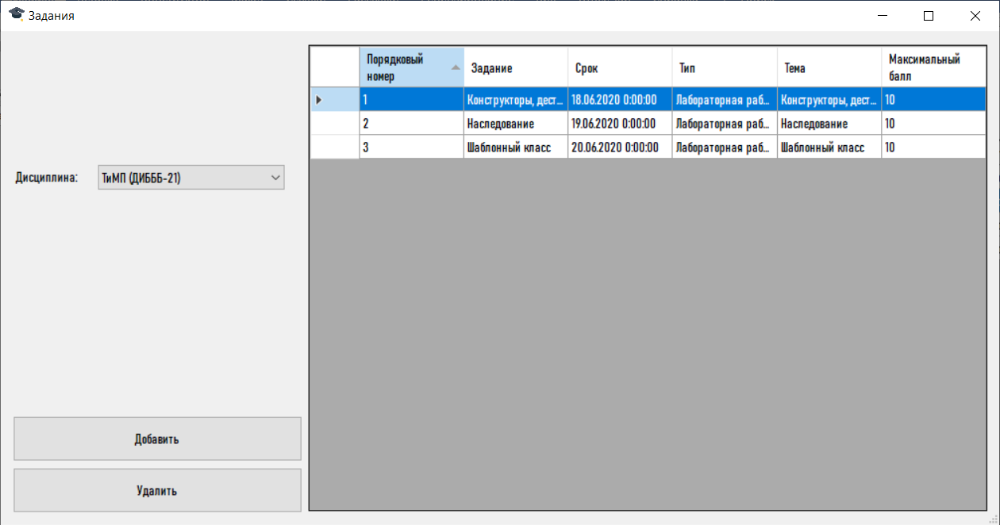 Задания
Дисциплина: ТиМП (ДИБББ-21)
Добавить
Удалить
Порядковый номер Задание Срок Тип Тема Максимальный балл
1 Конструкторы, дест... 18.06.2020 0:00:00 Лабораторная раб... Конструкторы, дест... 10
2 Наследование 19.06.2020 0:00:00 Лабораторная раб... Наследование 10
3 Шаблонный класс 20.06.2020 0:00:00 Лабораторная раб... Шаблонный класс 10